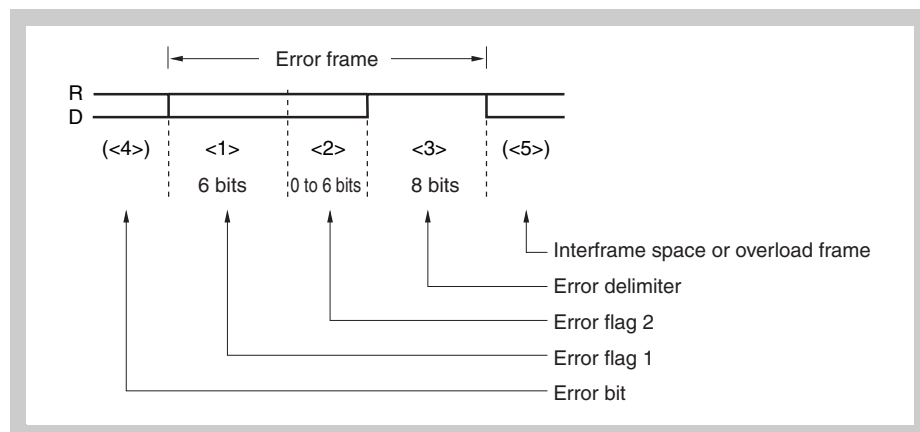 Error frame
R
D
(<4>) <1> <2> <3> (<5>)
6 bits 0 to 6 bits 8 bits
Interframe space or overload frame
Error delimiter
Error flag 2
Error flag 1
Error bit